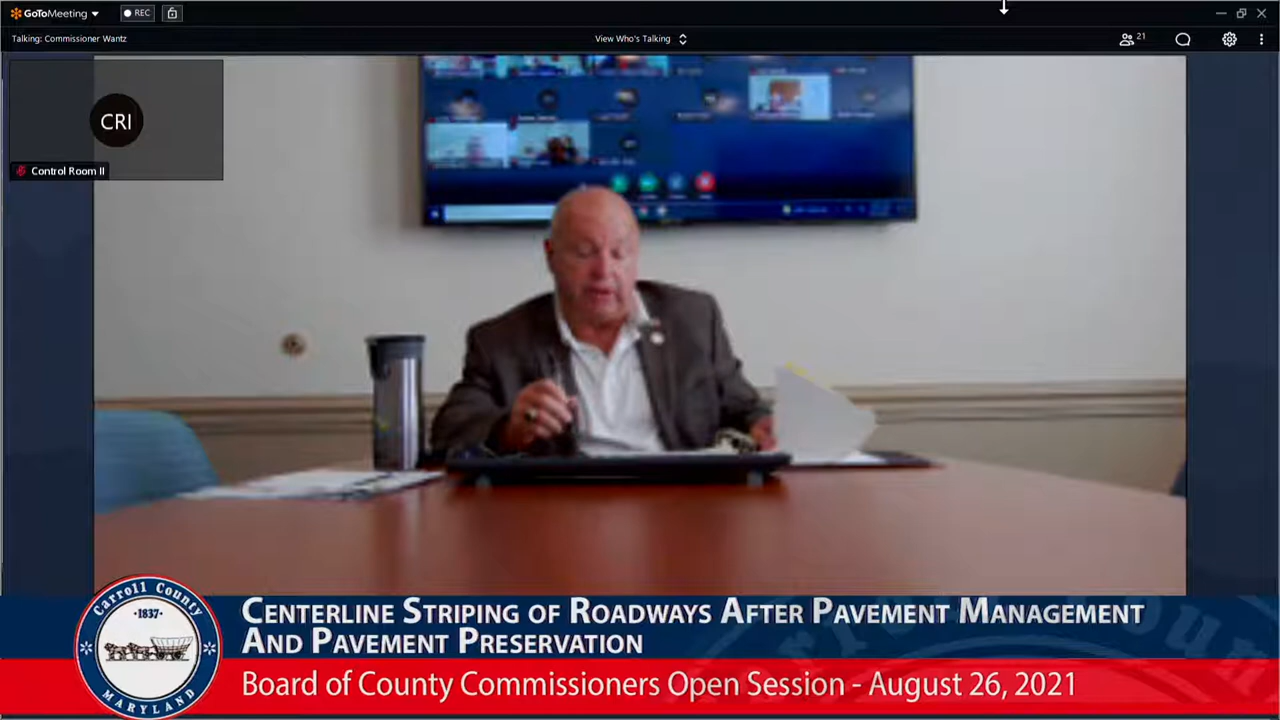 GoToMeeting
REC
Talking: Commissioner Wantz
View Who's Talking
21
CRI
Control Room II
Carroll County
·1837·
MARYLAND
CENTERLINE STRIPING OF ROADWAYS AFTER PAVEMENT MANAGEMENT
AND PAVEMENT PRESERVATION
Board of County Commissioners Open Session - August 26, 2021